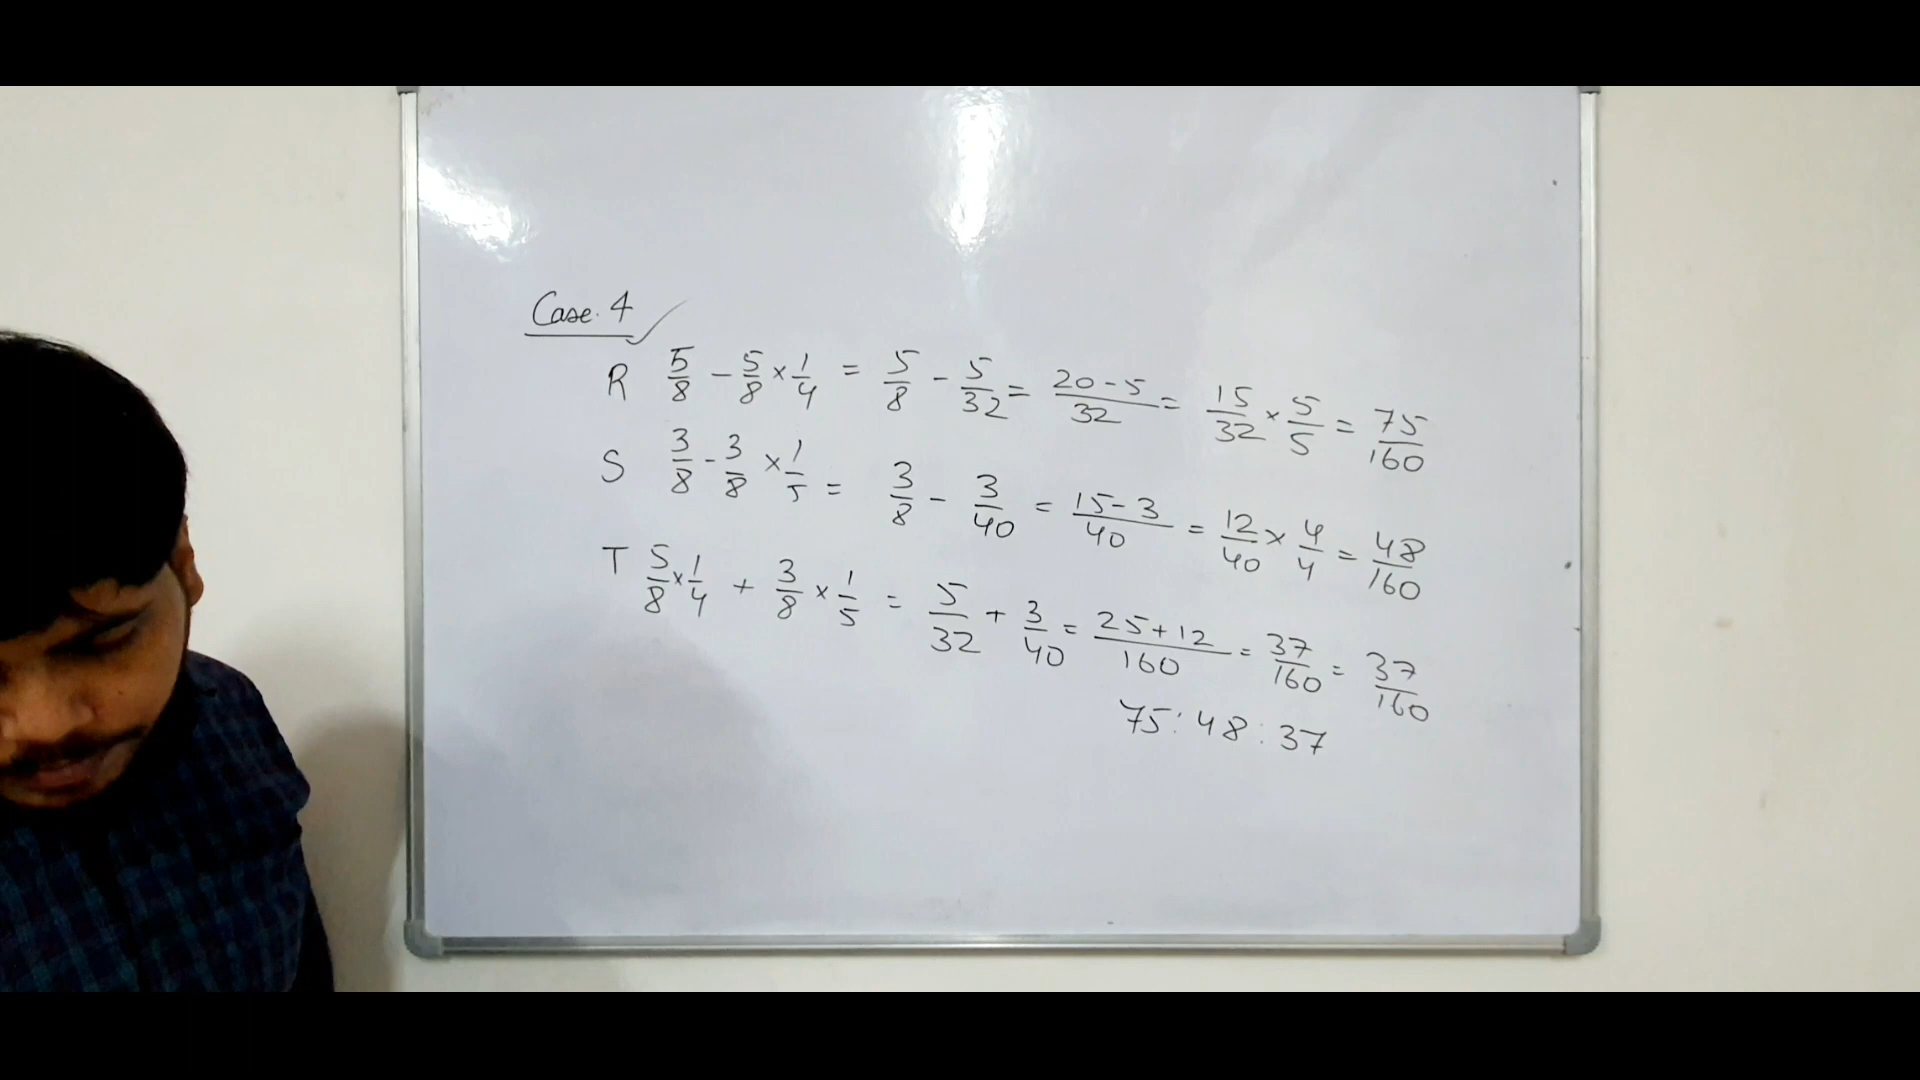 Case. 4
R 5/8 - 5/8 × 1/4 = 5/8 - 5/32 = 20-5/32 = 15/32 × 5/5 = 75/160
S 3/8 - 3/8 × 1/5 = 3/8 - 3/40 = 15-3/40 = 12/40 × 4/4 = 48/160
T 5/8 × 1/4 + 3/8 × 1/5 = 5/32 + 3/40 = 25+12/160 = 37/160 = 37/160
75 : 48 : 37